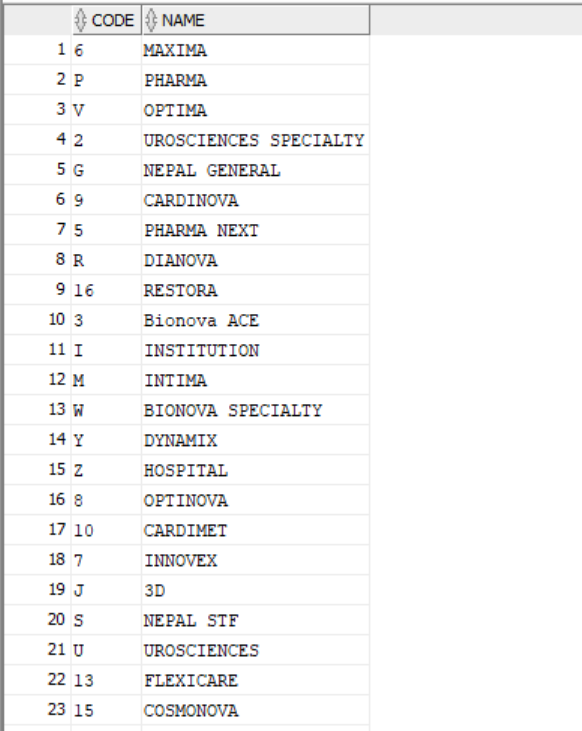 CODE NAME
1 6 MAXIMA
2 P PHARMA
3 V OPTIMA
4 2 UROSCIENCES SPECIALTY
5 G NEPAL GENERAL
6 9 CARDINOVA
7 5 PHARMA NEXT
8 R DIANOVA
9 16 RESTORA
10 3 Bionova ACE
11 I INSTITUTION
12 M INTIMA
13 W BIONOVA SPECIALTY
14 Y DYNAMIX
15 Z HOSPITAL
16 8 OPTINOVA
17 10 CARDIMET
18 7 INNOVEX
19 J 3D
20 S NEPAL STF
21 U UROSCIENCES
22 13 FLEXICARE
23 15 COSMONOVA